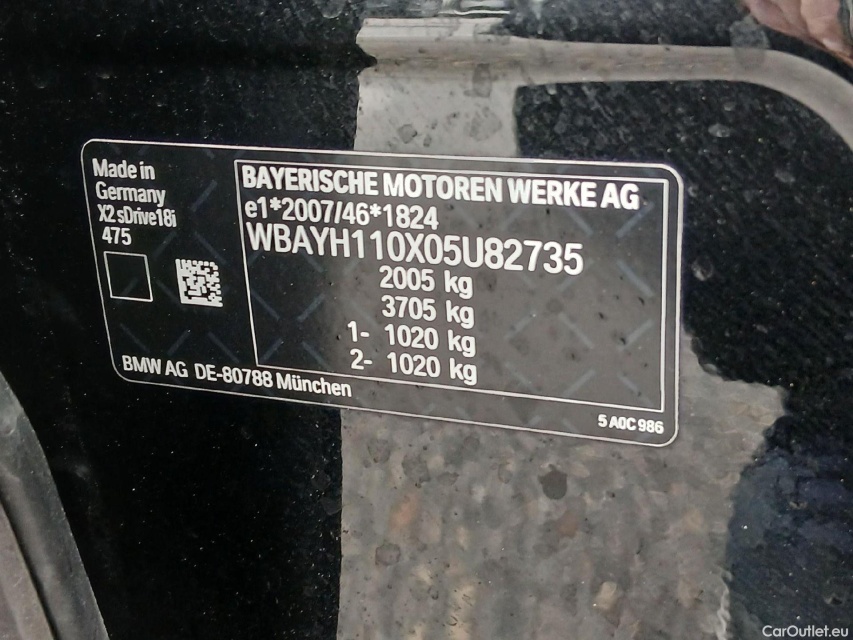 Made in
Germany
X2 sDrive18i
475
BAYERISCHE MOTOREN WERKE AG
e1*2007/46*1824
WBAYH110X05U82735
2005 kg
3705 kg
1- 1020 kg
2- 1020 kg
BMW AG DE-80788 München
5 A0C 986
CarOutlet.eu